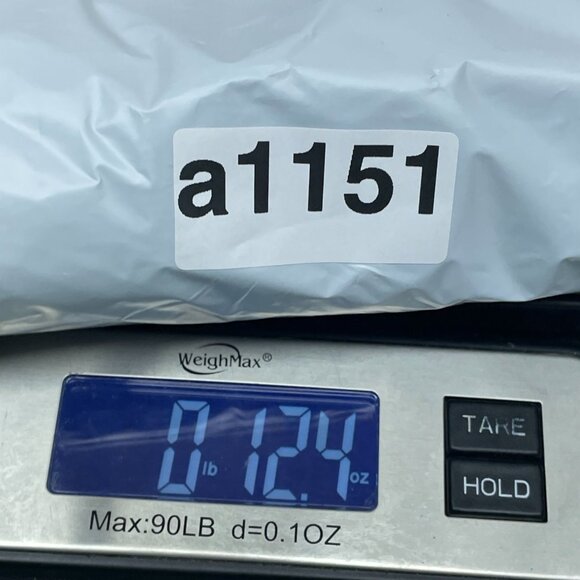 a1151
WeighMax®
0 lb 12.4 oz
TARE
HOLD
Max:90LB d=0.1OZ